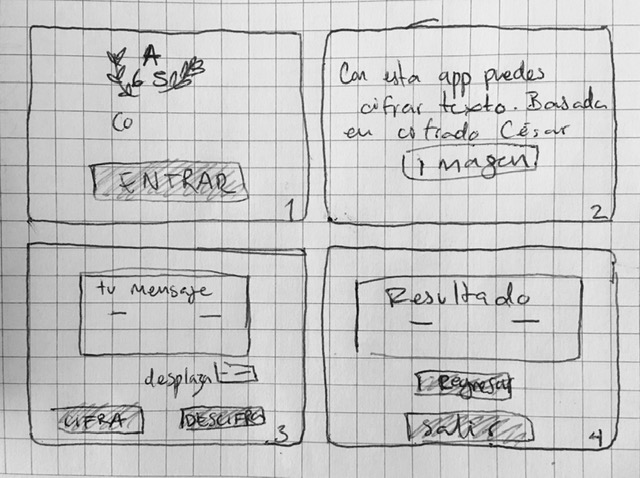 A
6 S
Co
ENTRAR
1
Con esta app puedes
cifrar texto. Basada
en cifrado César
imagen
2
tu mensaje
desplaza
CIFRA
DESCIFRA
3
Resultado
Regresar
Salir
4